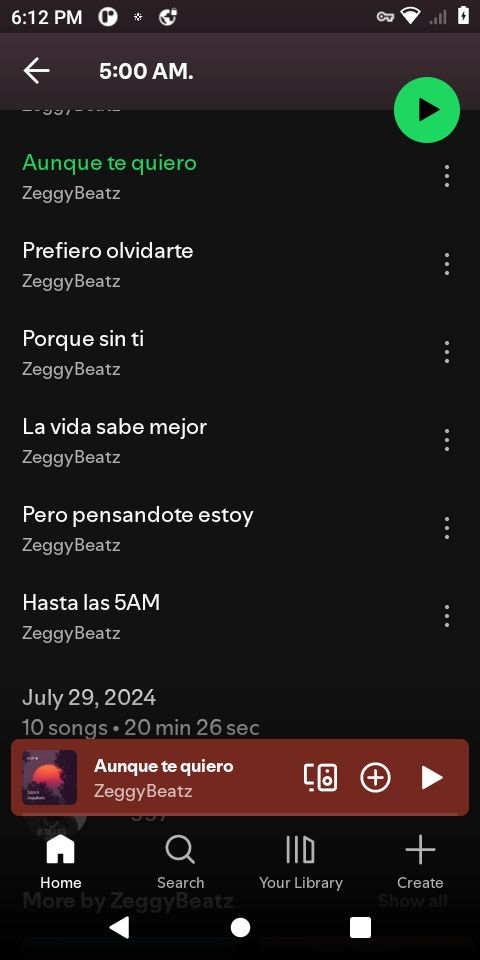 6:12 PM
5:00 AM.
ZeggyBeatz
Aunque te quiero
ZeggyBeatz
Prefiero olvidarte
ZeggyBeatz
Porque sin ti
ZeggyBeatz
La vida sabe mejor
ZeggyBeatz
Pero pensandote estoy
ZeggyBeatz
Hasta las 5AM
ZeggyBeatz
July 29, 2024
10 songs • 20 min 26 sec
Aunque te quiero
ZeggyBeatz
Home
Search
Your Library
Create
More by ZeggyBeatz
Show all